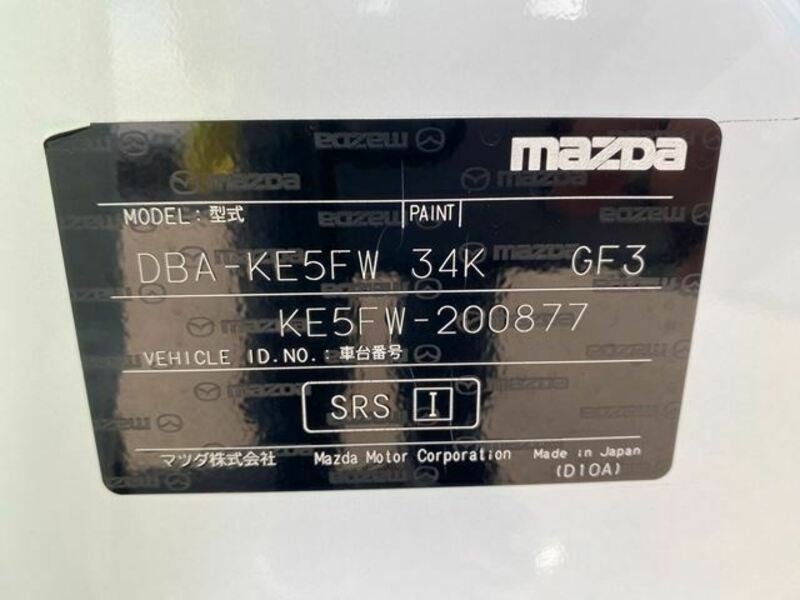 mazda
MODEL: 型式 PAINT
DBA-KE5FW 34K GF3
KE5FW-200877
VEHICLE ID.NO.: 車台番号
SRS I
マツダ株式会社 Mazda Motor Corporation Made in Japan
(D10A)